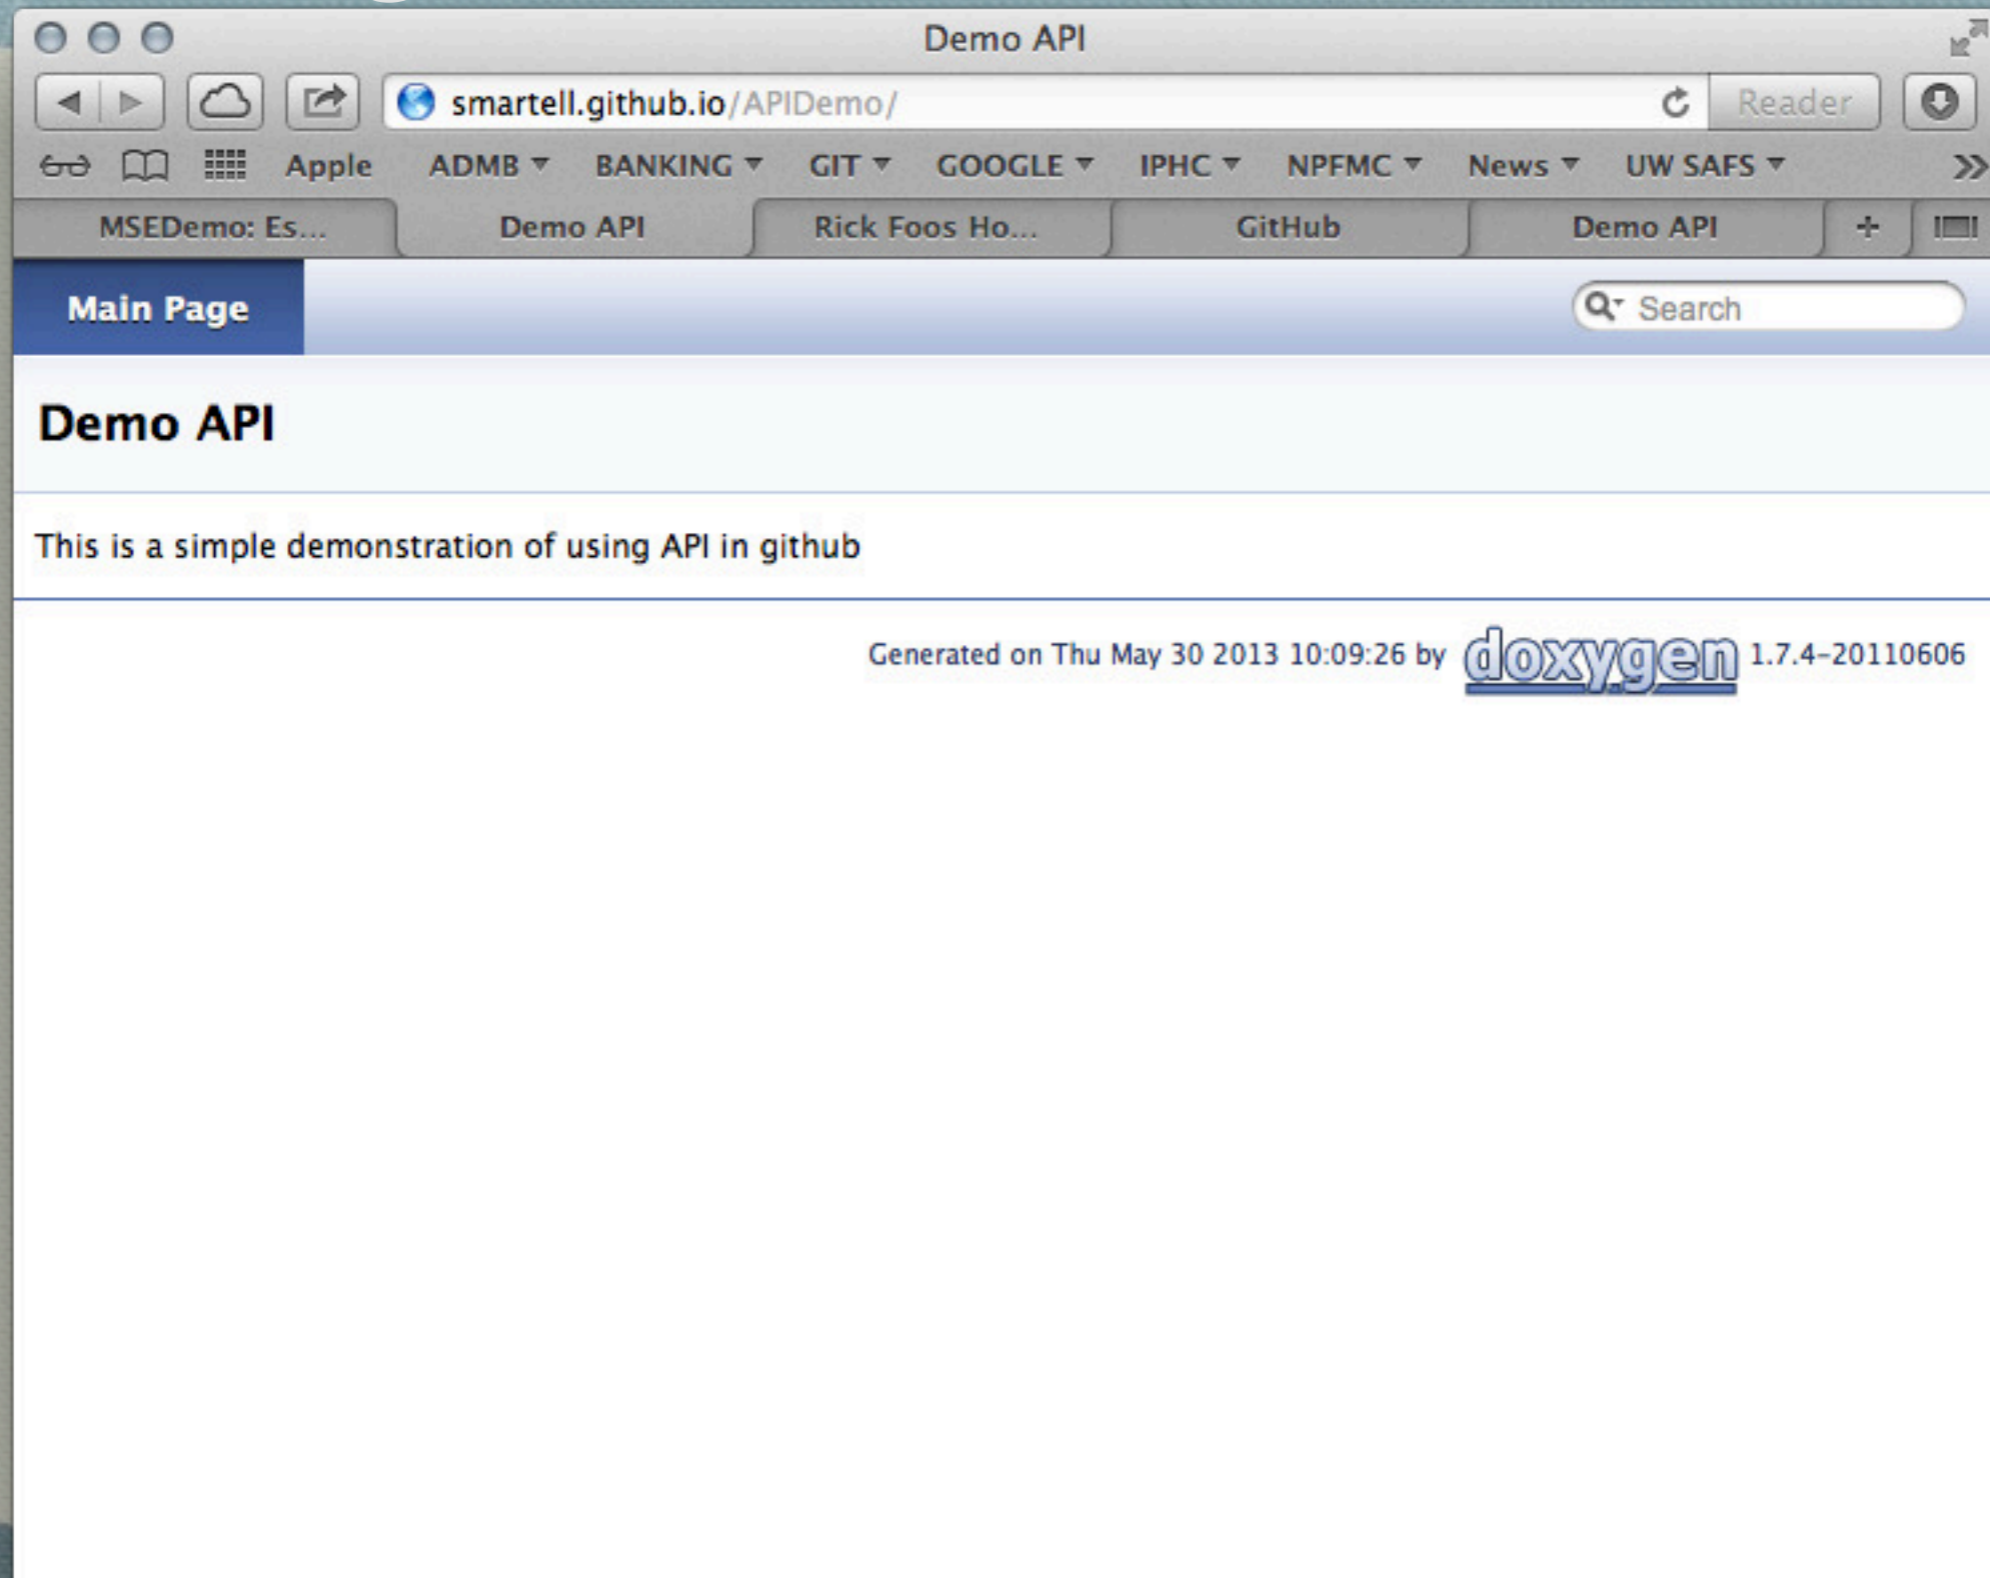 Demo API
smartell.github.io/APIDemo/ Reader
Apple ADMB BANKING GIT GOOGLE IPHC NPFMC News UW SAFS
MSEDemo: Es... Demo API Rick Foos Ho... GitHub Demo API
Main Page Search
Demo API
This is a simple demonstration of using API in github
Generated on Thu May 30 2013 10:09:26 by doxygen 1.7.4-20110606